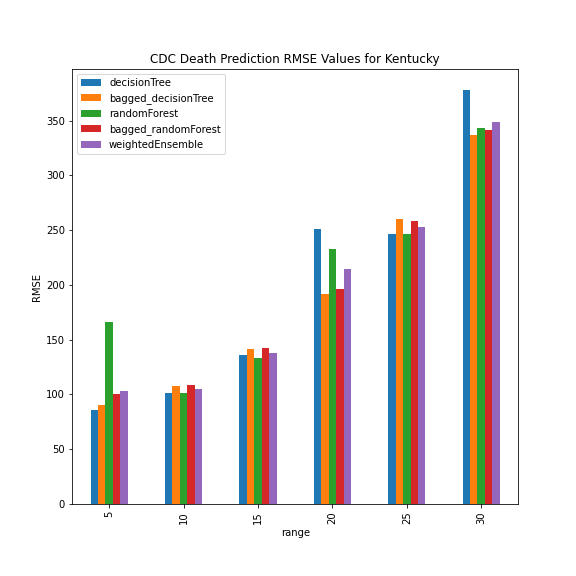 CDC Death Prediction RMSE Values for Kentucky
decisionTree
bagged_decisionTree
randomForest
bagged_randomForest
weightedEnsemble
350
300
250
200
150
100
50
0
RMSE
5
10
15
20
25
30
range